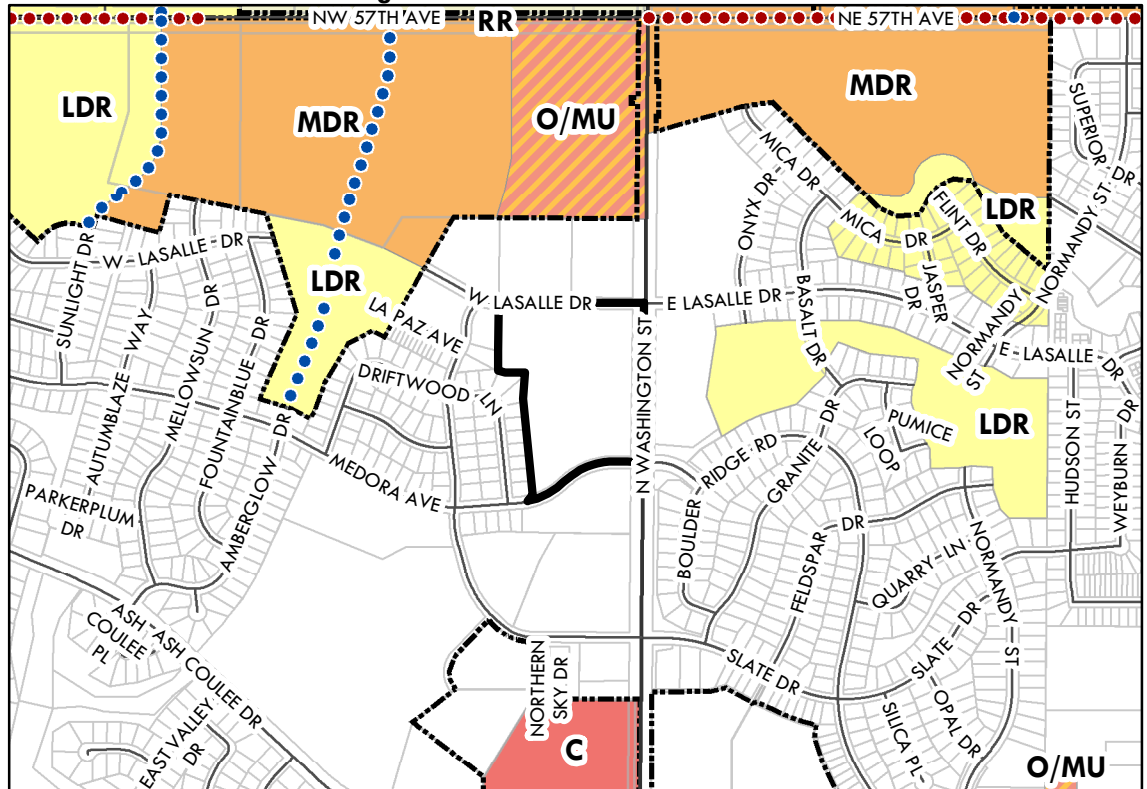 NW 57TH AVE
RR
NE 57TH AVE
LDR
MDR
O/MU
MDR
SUPERIOR DR
MICA DR
ONYX DR
MICA DR
FLINT DR
LDR
NORMANDY ST
JASPER
DR
W LASALLE DR
SUNLIGHT DR
LDR
W LASALLE DR
E LASALLE DR
BASALT DR
NORMANDY
ST
E LASALLE DR
LA PAZ AVE
DRIFTWOOD LN
AUTUMBLAZE WAY
MELLOWSUN DR
FOUNTAINBLUE DR
AMBERGLOW DR
N WASHINGTON ST
PUMICE
LOOP
LDR
HUDSON ST
WEYBURN DR
MEDORA AVE
PARKERPLUM
DR
BOULDER RIDGE RD
GRANITE DR
FELDSPAR DR
QUARRY LN
NORMANDY ST
ASH
COULEE
PL
ASH COULEE DR
EAST VALLEY
DR
NORTHERN
SKY DR
SLATE DR
SLATE DR
OPAL DR
SILICA PL
C
O/MU